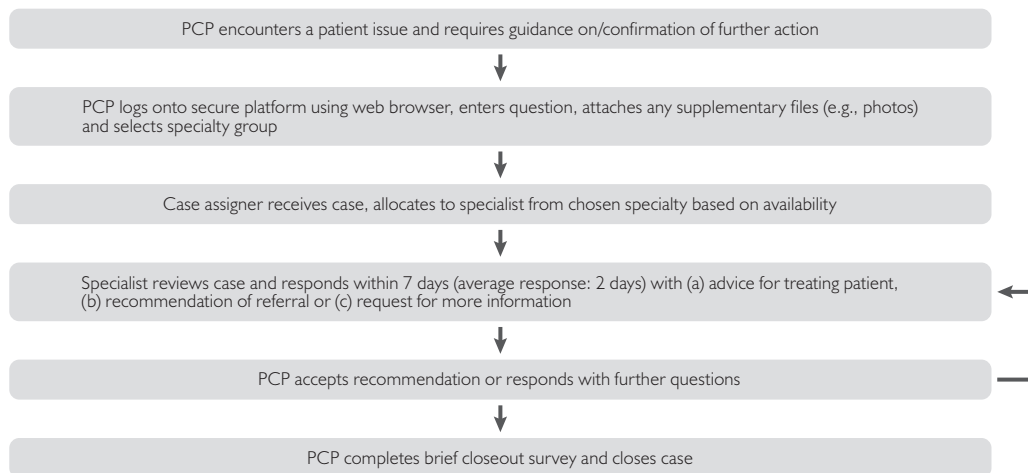 PCP encounters a patient issue and requires guidance on/confirmation of further action
PCP logs onto secure platform using web browser, enters question, attaches any supplementary files (e.g., photos)
and selects specialty group
Case assigner receives case, allocates to specialist from chosen specialty based on availability
Specialist reviews case and responds within 7 days (average response: 2 days) with (a) advice for treating patient,
(b) recommendation of referral or (c) request for more information
PCP accepts recommendation or responds with further questions
PCP completes brief closeout survey and closes case